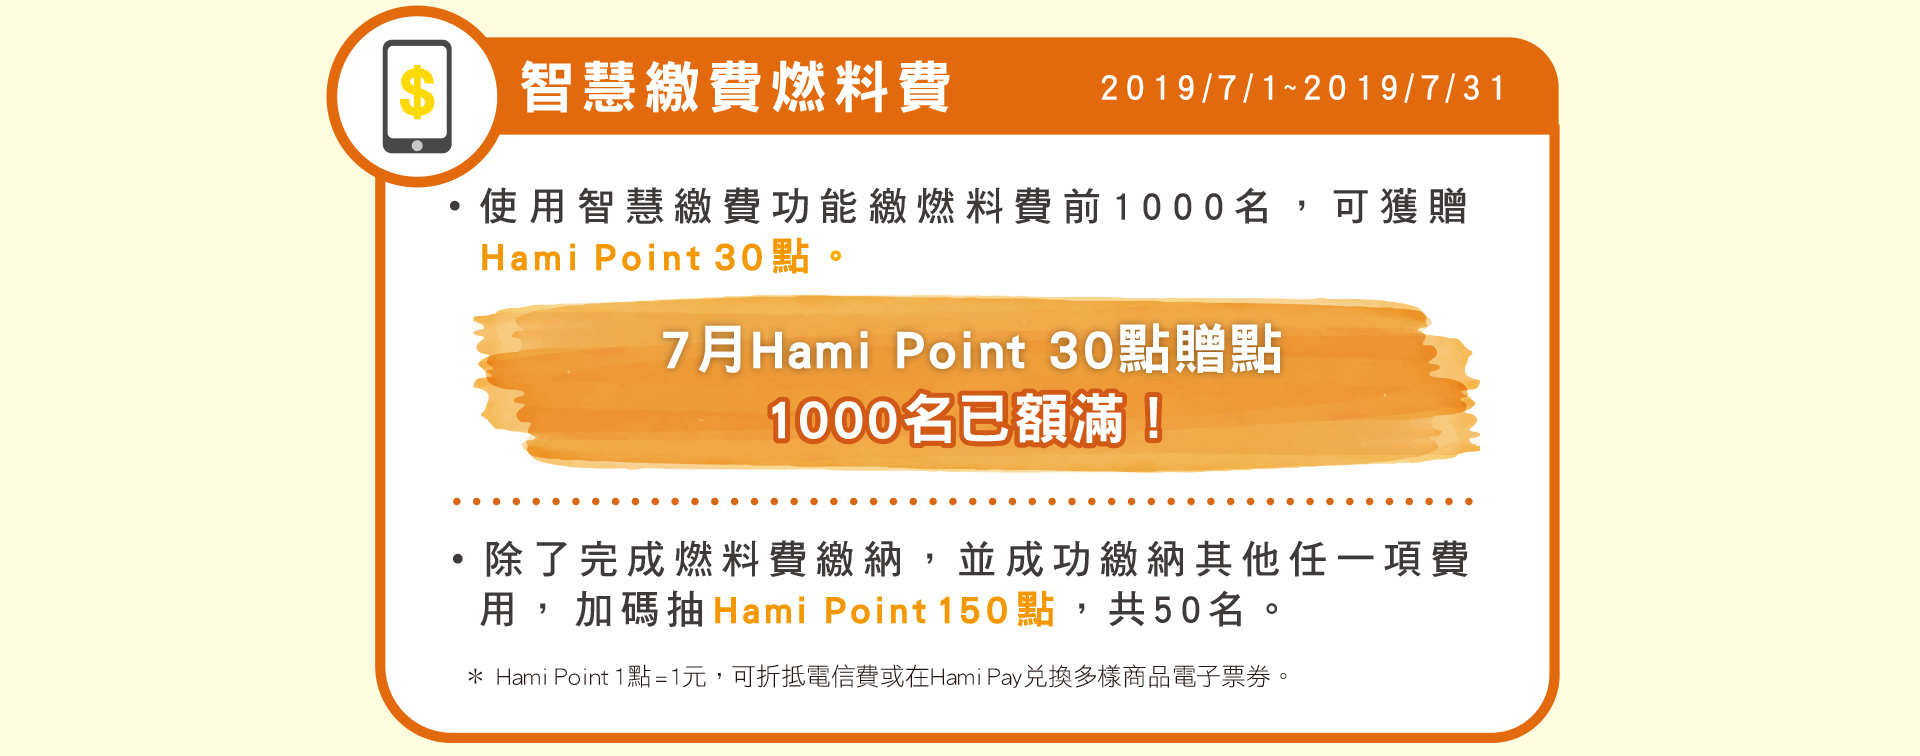 $
智慧繳費燃料費 2019/7/1~2019/7/31
•使用智慧繳費功能繳燃料費前1000名，可獲贈
Hami Point 30點。
7月Hami Point 30點贈點
1000名已額滿！
•除了完成燃料費繳納，並成功繳納其他任一項費
用，加碼抽Hami Point 150點，共50名。
＊ Hami Point 1點=1元，可折抵電信費或在Hami Pay兌換多樣商品電子票券。